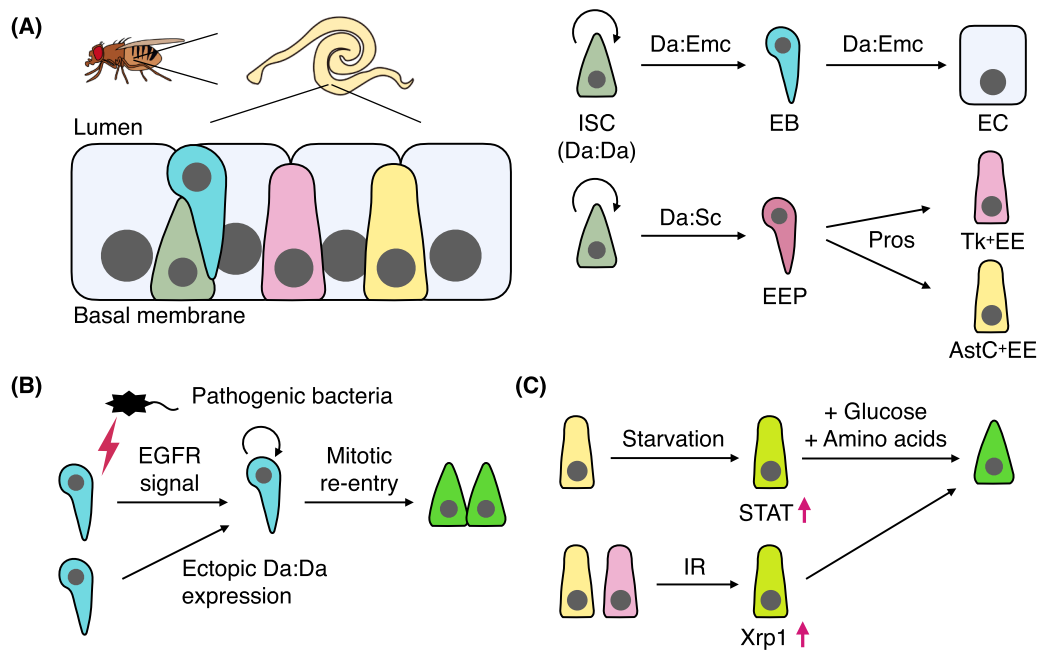 (A)
Lumen
Basal membrane
Da:Emc
Da:Emc
ISC
(Da:Da)
EB
EC
Da:Sc
Pros
EEP
Tk⁺EE
AstC⁺EE
(B)
Pathogenic bacteria
EGFR
signal
Mitotic
re-entry
Ectopic Da:Da
expression
(C)
Starvation
+ Glucose
+ Amino acids
STAT
IR
Xrp1